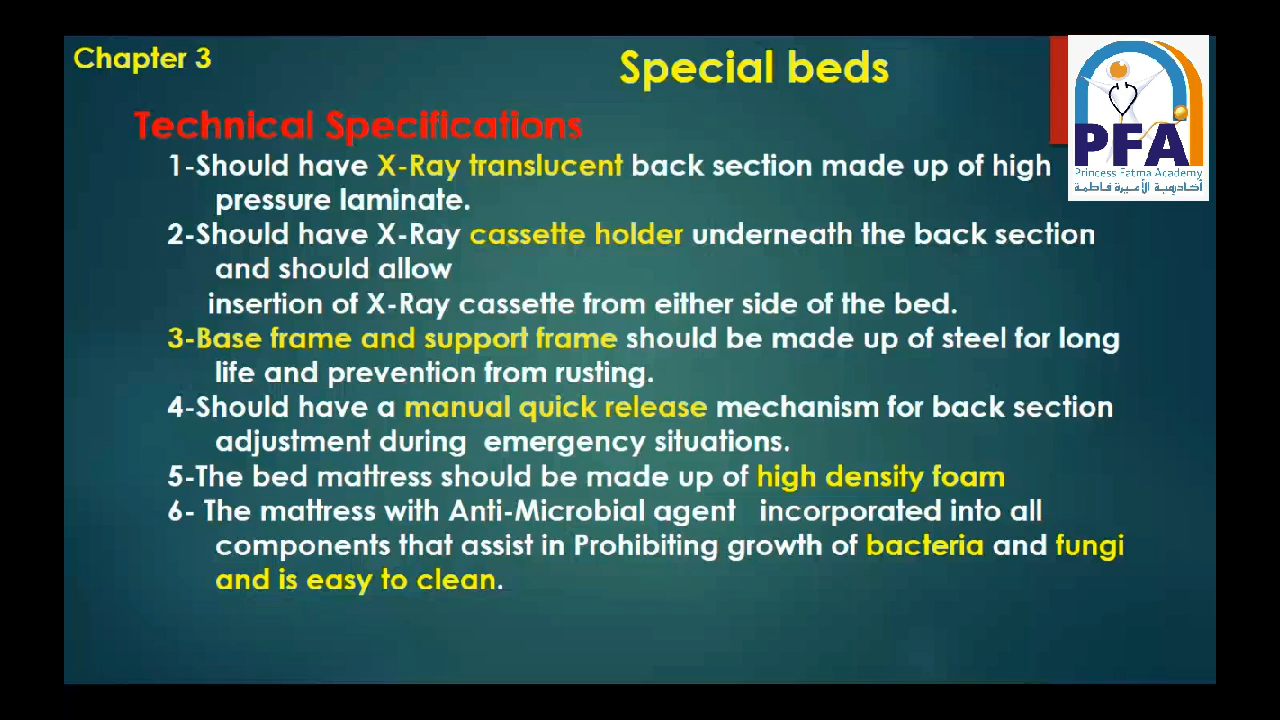 Chapter 3
Special beds
PFA
Princess Fatma Academy
أكاديمية الأميرة فاطمة
Technical Specifications
1-Should have X-Ray translucent back section made up of high
pressure laminate.
2-Should have X-Ray cassette holder underneath the back section
and should allow
insertion of X-Ray cassette from either side of the bed.
3-Base frame and support frame should be made up of steel for long
life and prevention from rusting.
4-Should have a manual quick release mechanism for back section
adjustment during emergency situations.
5-The bed mattress should be made up of high density foam
6- The mattress with Anti-Microbial agent incorporated into all
components that assist in Prohibiting growth of bacteria and fungi
and is easy to clean.